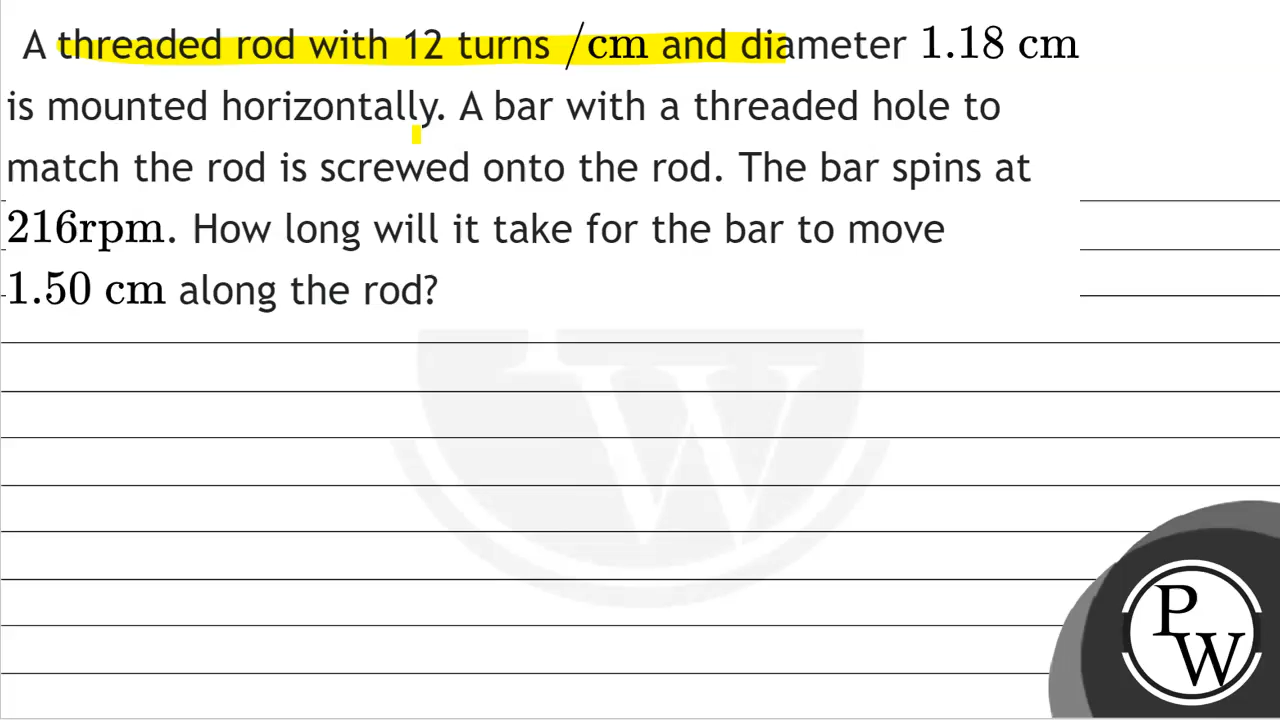 A threaded rod with 12 turns /cm and diameter 1.18 cm
is mounted horizontally. A bar with a threaded hole to
match the rod is screwed onto the rod. The bar spins at
216rpm. How long will it take for the bar to move
1.50 cm along the rod?
W
P
W